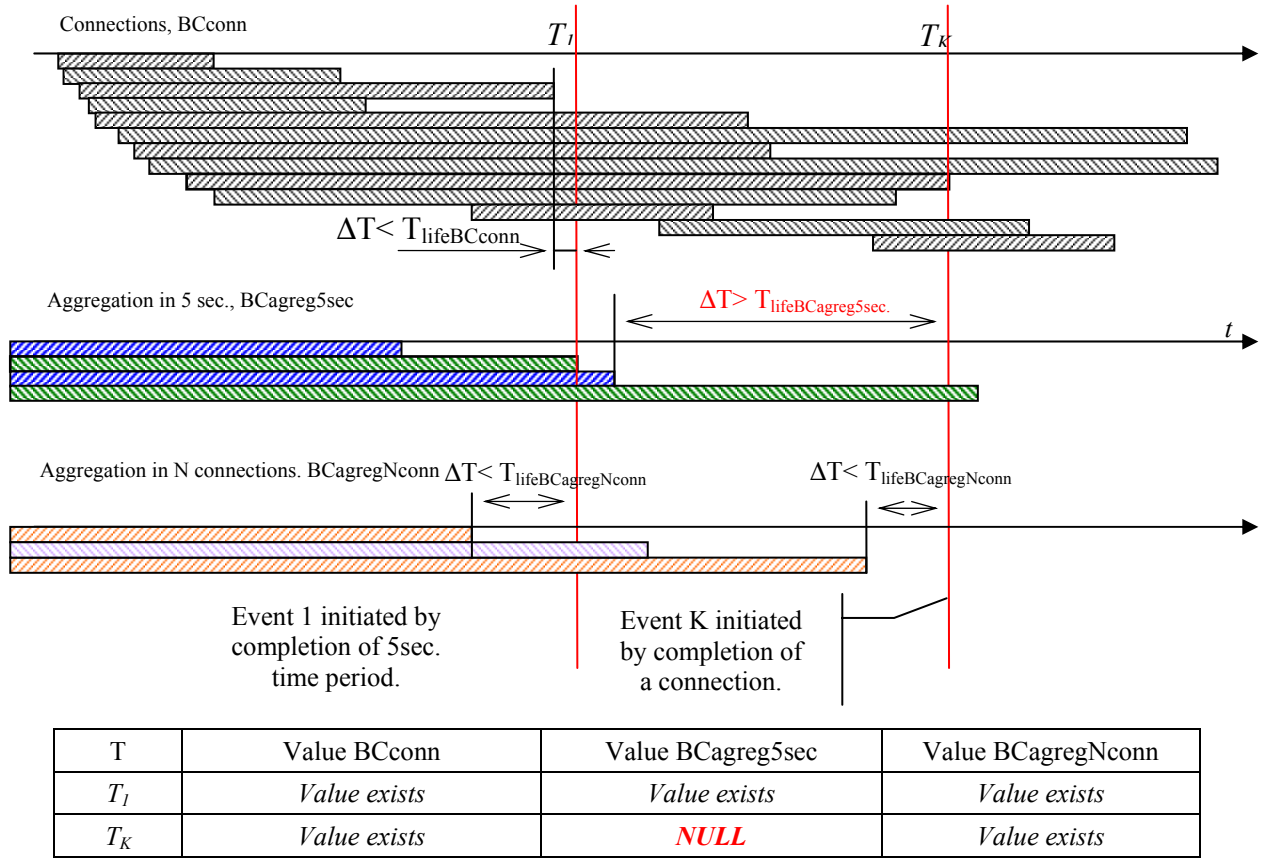 Connections, BCconn
T1 TK
ΔT< TlifeBCconn
Aggregation in 5 sec., BCagreg5sec
ΔT> TlifeBCagreg5sec.
t
Aggregation in N connections. BCagregNconn
ΔT< TlifeBCagregNconn
ΔT< TlifeBCagregNconn
Event 1 initiated by
completion of 5sec.
time period.
Event K initiated
by completion of
a connection.
T Value BCconn Value BCagreg5sec Value BCagregNconn
T1 Value exists Value exists Value exists
TK Value exists NULL Value exists